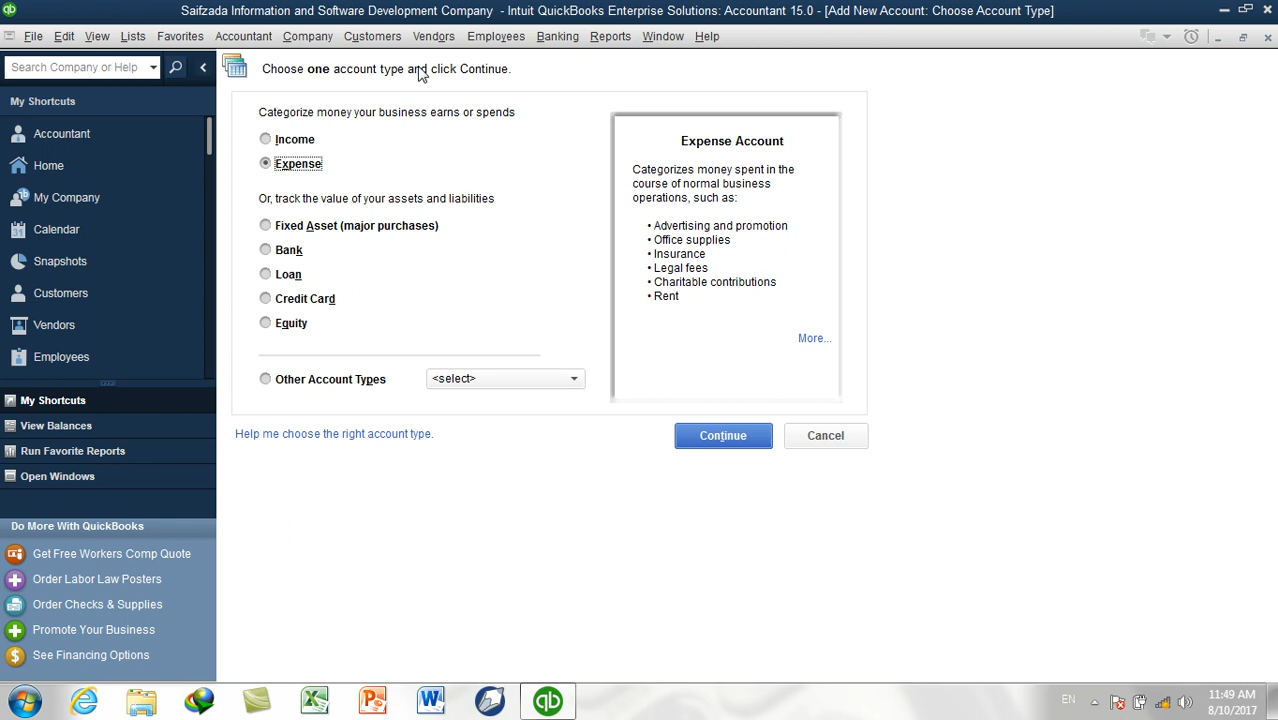 Saifzada Information and Software Development Company - Intuit QuickBooks Enterprise Solutions: Accountant 15.0 - [Add New Account: Choose Account Type]
File Edit View Lists Favorites Accountant Company Customers Vendors Employees Banking Reports Window Help
Search Company or Help
My Shortcuts
Accountant
Home
My Company
Calendar
Snapshots
Customers
Vendors
Employees
My Shortcuts
View Balances
Run Favorite Reports
Open Windows
Do More With QuickBooks
Get Free Workers Comp Quote
Order Labor Law Posters
Order Checks & Supplies
Promote Your Business
See Financing Options
Choose one account type and click Continue.
Categorize money your business earns or spends
Income
Expense
Or, track the value of your assets and liabilities
Fixed Asset (major purchases)
Bank
Loan
Credit Card
Equity
Other Account Types <select>
Expense Account
Categorizes money spent in the
course of normal business
operations, such as:
• Advertising and promotion
• Office supplies
• Insurance
• Legal fees
• Charitable contributions
• Rent
More...
Help me choose the right account type.
Continue
Cancel
EN
11:49 AM
8/10/2017